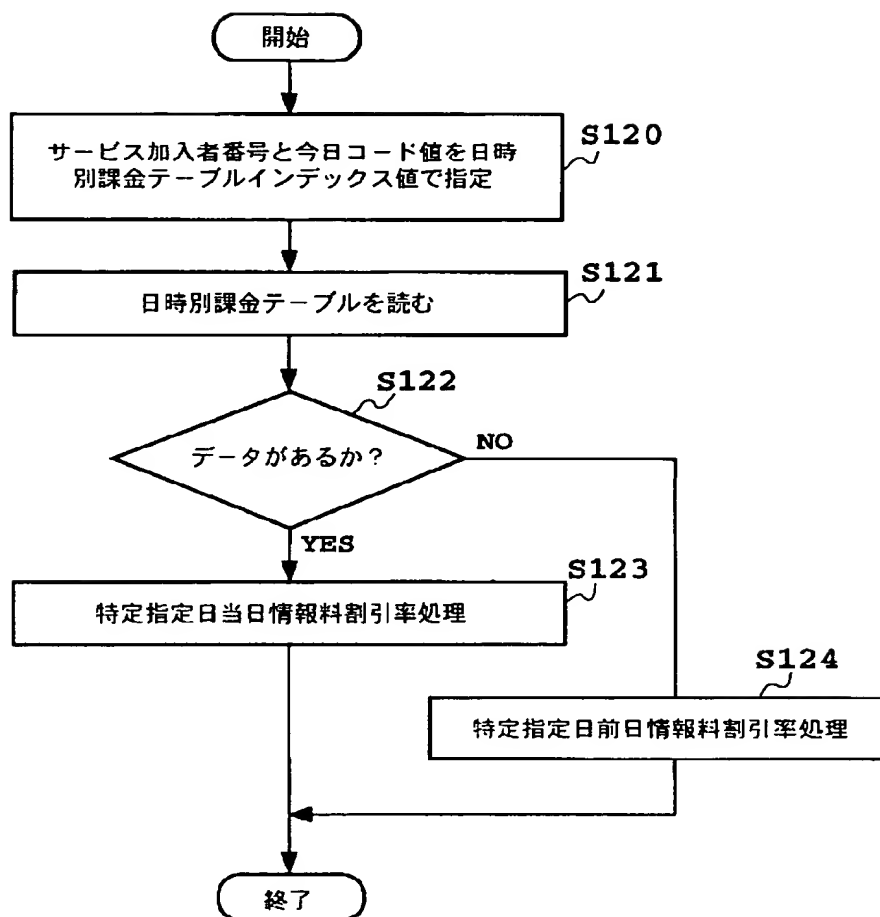 開始
S120
サービス加入者番号と今日コード値を日時
別課金テーブルインデックス値で指定
S121
日時別課金テーブルを読む
S122
データがあるか？
NO
YES
S123
特定指定日当日情報料割引率処理
S124
特定指定日前日情報料割引率処理
終了